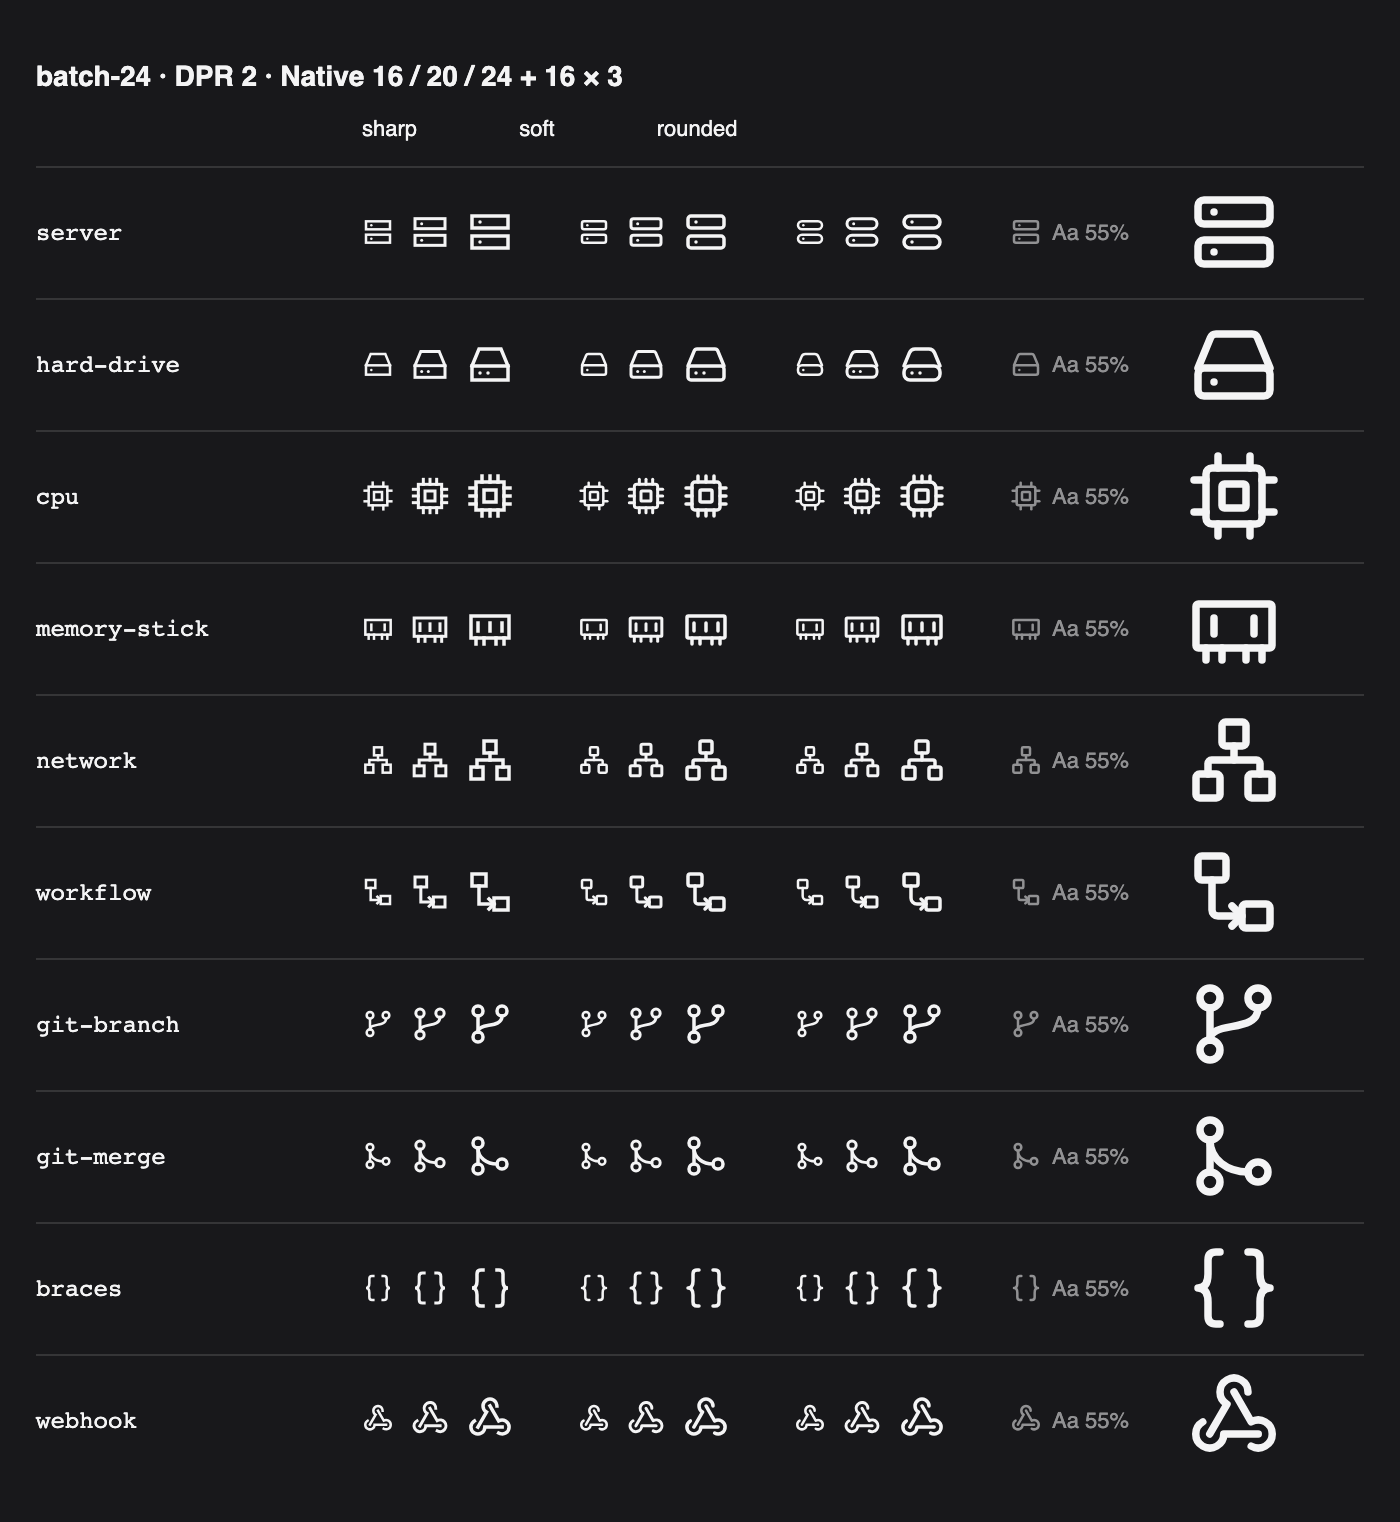 batch-24 · DPR 2 · Native 16 / 20 / 24 + 16 × 3
sharp soft rounded
server Aa 55%
hard-drive Aa 55%
cpu Aa 55%
memory-stick Aa 55%
network Aa 55%
workflow Aa 55%
git-branch Aa 55%
git-merge Aa 55%
braces Aa 55%
webhook Aa 55%